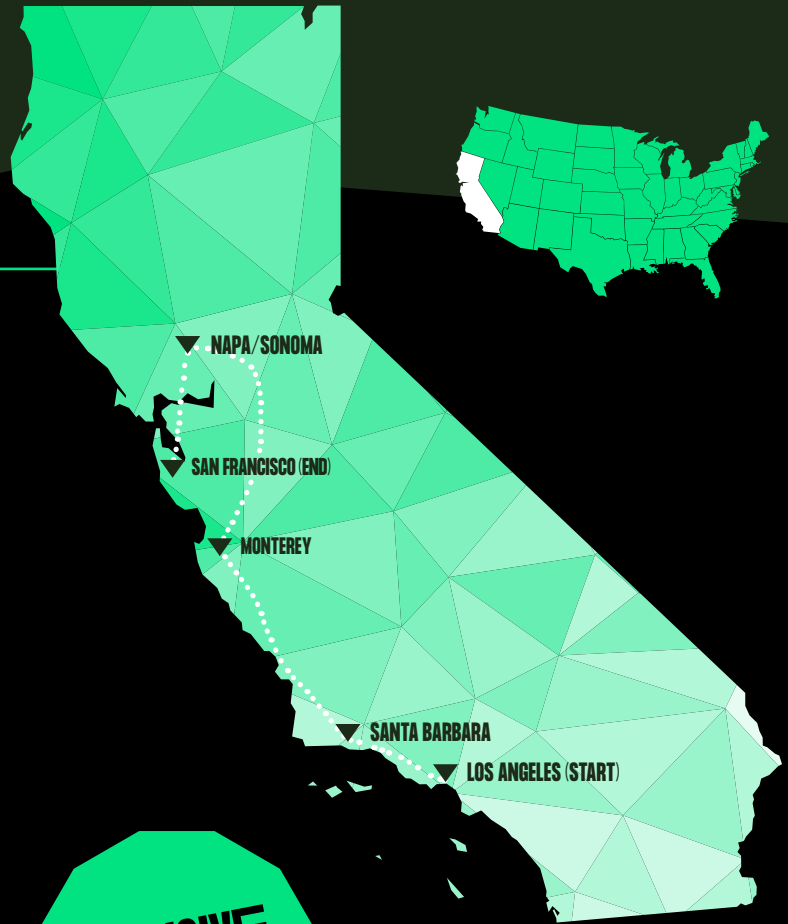 NAPA/SONOMA
SAN FRANCISCO (END)
MONTEREY
SANTA BARBARA
LOS ANGELES (START)